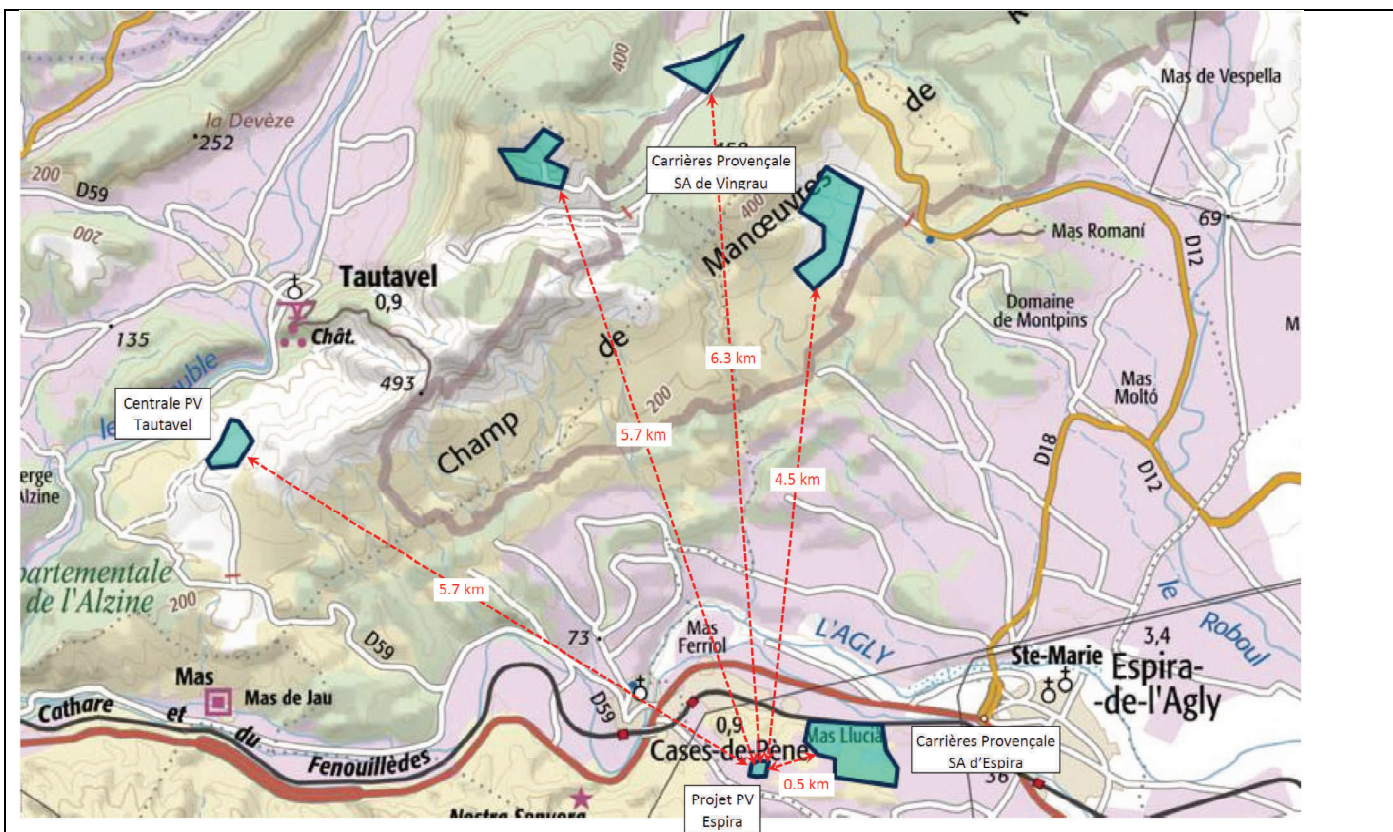 400
Mas de Vespella
la Devèze
252
de
200
D59
Carrières Provençale
SA de Vingrau
400
Manœuvres
200
69
Mas Romaní
D12
Tautavel
0,9
Domaine
de Montpins
135
Chât.
de
6.3 km
493
Mas
Moltó
200
Centrale PV
Tautavel
5.7 km
Champ
D18
4.5 km
D12
partementale
de l'Alzine
200
5.7 km
le
Roboul
D59
73
Mas
Ferriol
L'AGLY
3,4
Ste-Marie
Espira-
-de-l'Agly
Mas
Mas de Jau
Cathare et du Fenouillèdes
D59
0,9
Mas Llucia
Carrières Provençale
SA d'Espira
Cases-de-Pène
0.5 km
36
Projet PV
Espira